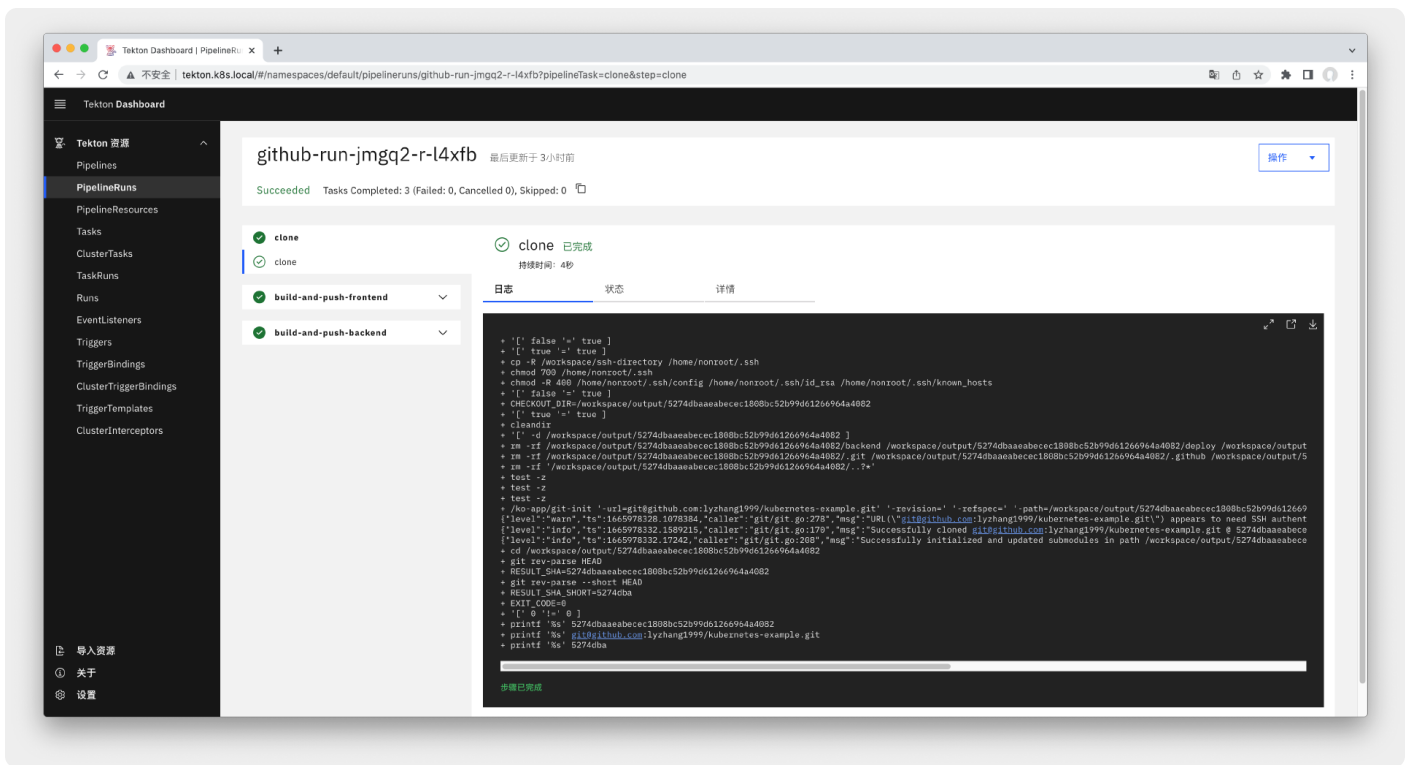 Tekton Dashboard | PipelineRu
不安全 | tekton.k8s.local/#/namespaces/default/pipelineruns/github-run-jmgq2-r-l4xfb?pipelineTask=clone&step=clone
Tekton Dashboard
Tekton 资源
Pipelines
PipelineRuns
PipelineResources
Tasks
ClusterTasks
TaskRuns
Runs
EventListeners
Triggers
TriggerBindings
ClusterTriggerBindings
TriggerTemplates
ClusterInterceptors
导入资源
关于
设置
github-run-jmgq2-r-l4xfb 最后更新于 3小时前
操作
Succeeded Tasks Completed: 3 (Failed: 0, Cancelled 0), Skipped: 0
clone
clone
build-and-push-frontend
build-and-push-backend
clone 已完成
持续时间： 4秒
日志 状态 详情
+ '[' false '=' true ]
+ '[' true '=' true ]
+ cp -R /workspace/ssh-directory /home/nonroot/.ssh
+ chmod 700 /home/nonroot/.ssh
+ chmod -R 400 /home/nonroot/.ssh/config /home/nonroot/.ssh/id_rsa /home/nonroot/.ssh/known_hosts
+ '[' false '=' true ]
+ CHECKOUT_DIR=/workspace/output/5274dbaaeabecec1808bc52b99d61266964a4082
+ '[' true '=' true ]
+ cleandir
+ '[' -d /workspace/output/5274dbaaeabecec1808bc52b99d61266964a4082 ]
+ rm -rf /workspace/output/5274dbaaeabecec1808bc52b99d61266964a4082/backend /workspace/output/5274dbaaeabecec1808bc52b99d61266964a4082/deploy /workspace/output
+ rm -rf /workspace/output/5274dbaaeabecec1808bc52b99d61266964a4082/.git /workspace/output/5274dbaaeabecec1808bc52b99d61266964a4082/.github /workspace/output/5
+ rm -rf '/workspace/output/5274dbaaeabecec1808bc52b99d61266964a4082/..?*'
+ test -z
+ test -z
+ test -z
+ /ko-app/git-init '-url=git@github.com:lyzhang1999/kubernetes-example.git' '-revision=' '-refspec=' '-path=/workspace/output/5274dbaaeabecec1808bc52b99d612669
{"level":"warn","ts":1665978328.1078384,"caller":"git/git.go:278","msg":"URL(\"git@github.com:lyzhang1999/kubernetes-example.git\") appears to need SSH authent
{"level":"info","ts":1665978332.1589215,"caller":"git/git.go:170","msg":"Successfully cloned git@github.com:lyzhang1999/kubernetes-example.git @ 5274dbaaeabece
{"level":"info","ts":1665978332.17242,"caller":"git/git.go:208","msg":"Successfully initialized and updated submodules in path /workspace/output/5274dbaaeabece
+ cd /workspace/output/5274dbaaeabecec1808bc52b99d61266964a4082
+ git rev-parse HEAD
+ RESULT_SHA=5274dbaaeabecec1808bc52b99d61266964a4082
+ git rev-parse --short HEAD
+ RESULT_SHA_SHORT=5274dba
+ EXIT_CODE=0
+ '[' 0 '!=' 0 ]
+ printf '%s' 5274dbaaeabecec1808bc52b99d61266964a4082
+ printf '%s' git@github.com:lyzhang1999/kubernetes-example.git
+ printf '%s' 5274dba
步骤已完成